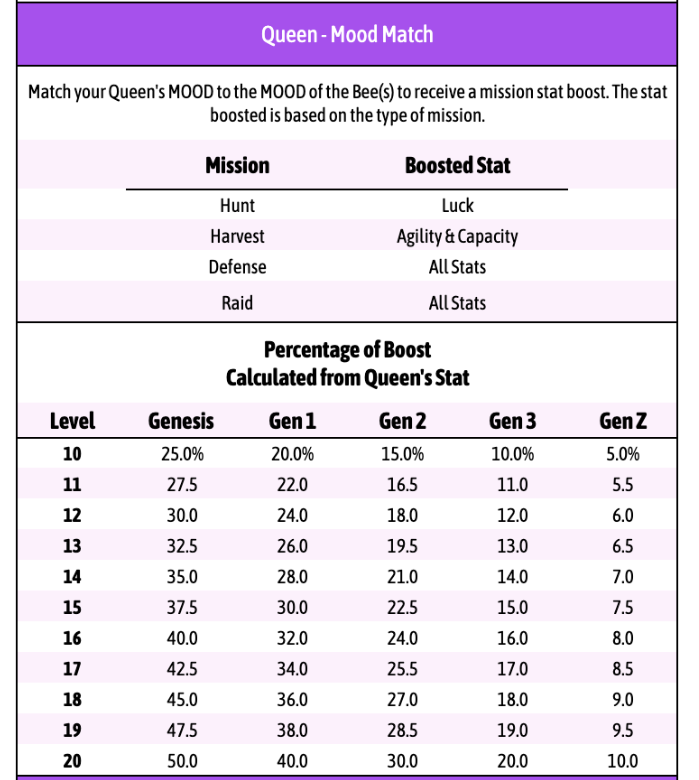 Queen - Mood Match
Match your Queen's MOOD to the MOOD of the Bee(s) to receive a mission stat boost. The stat
boosted is based on the type of mission.
Mission Boosted Stat
Hunt Luck
Harvest Agility & Capacity
Defense All Stats
Raid All Stats
Percentage of Boost
Calculated from Queen's Stat
Level Genesis Gen 1 Gen 2 Gen 3 Gen Z
10 25.0% 20.0% 15.0% 10.0% 5.0%
11 27.5 22.0 16.5 11.0 5.5
12 30.0 24.0 18.0 12.0 6.0
13 32.5 26.0 19.5 13.0 6.5
14 35.0 28.0 21.0 14.0 7.0
15 37.5 30.0 22.5 15.0 7.5
16 40.0 32.0 24.0 16.0 8.0
17 42.5 34.0 25.5 17.0 8.5
18 45.0 36.0 27.0 18.0 9.0
19 47.5 38.0 28.5 19.0 9.5
20 50.0 40.0 30.0 20.0 10.0